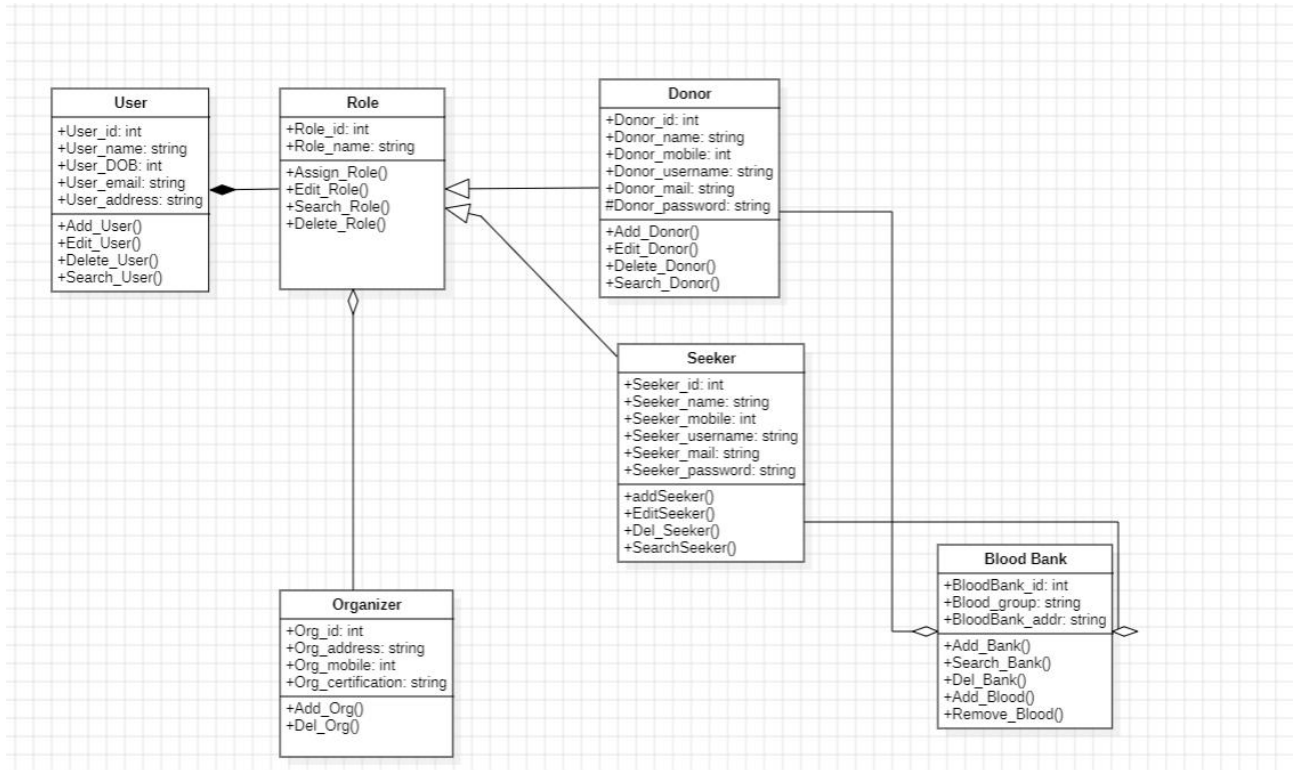 User
+User_id: int
+User_name: string
+User_DOB: int
+User_email: string
+User_address: string
+Add_User()
+Edit_User()
+Delete_User()
+Search_User()
Role
+Role_id: int
+Role_name: string
+Assign_Role()
+Edit_Role()
+Search_Role()
+Delete_Role()
Donor
+Donor_id: int
+Donor_name: string
+Donor_mobile: int
+Donor_username: string
+Donor_mail: string
#Donor_password: string
+Add_Donor()
+Edit_Donor()
+Delete_Donor()
+Search_Donor()
Seeker
+Seeker_id: int
+Seeker_name: string
+Seeker_mobile: int
+Seeker_username: string
+Seeker_mail: string
+Seeker_password: string
+addSeeker()
+EditSeeker()
+Del_Seeker()
+SearchSeeker()
Organizer
+Org_id: int
+Org_address: string
+Org_mobile: int
+Org_certification: string
+Add_Org()
+Del_Org()
Blood Bank
+BloodBank_id: int
+Blood_group: string
+BloodBank_addr: string
+Add_Bank()
+Search_Bank()
+Del_Bank()
+Add_Blood()
+Remove_Blood()